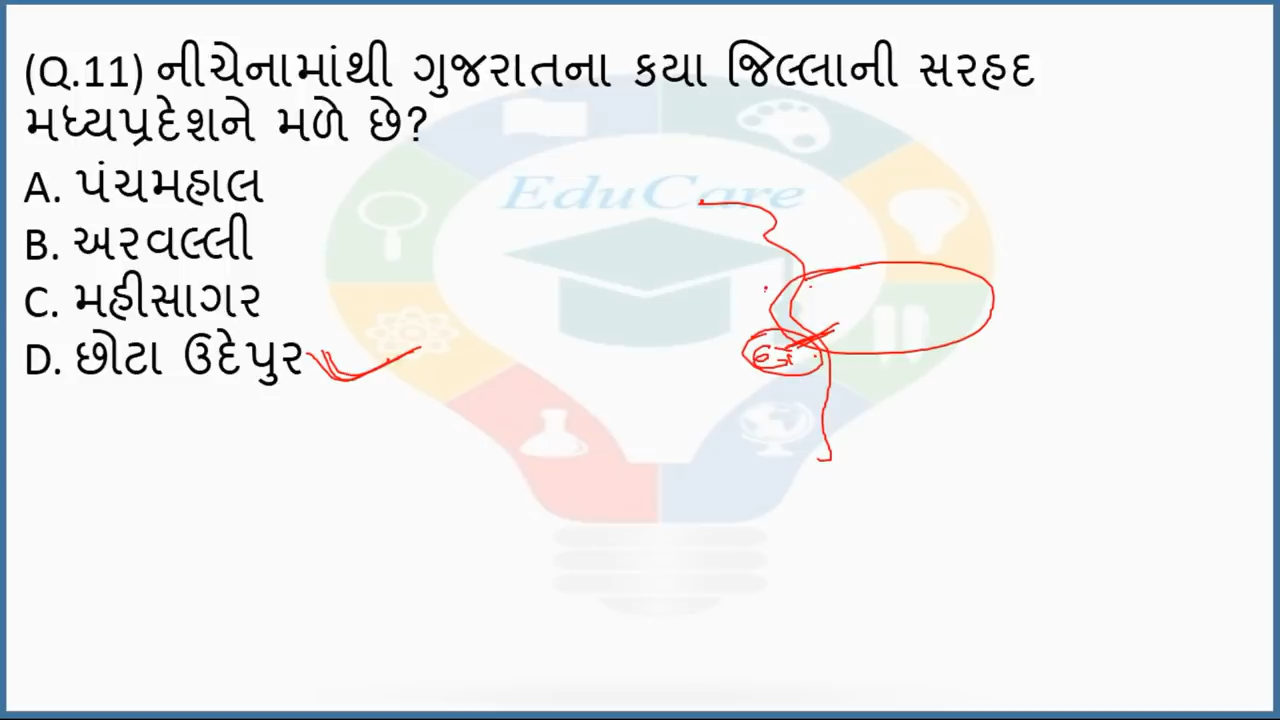 (Q.11) નીચેનામાંથી ગુજરાતના કયા જિલ્લાની સરહદ
મધ્યપ્રદેશને મળે છે?
A. પંચમહાલ
B. અરવલ્લી
C. મહીસાગર
D. છોટા ઉદેપુર
EduCare